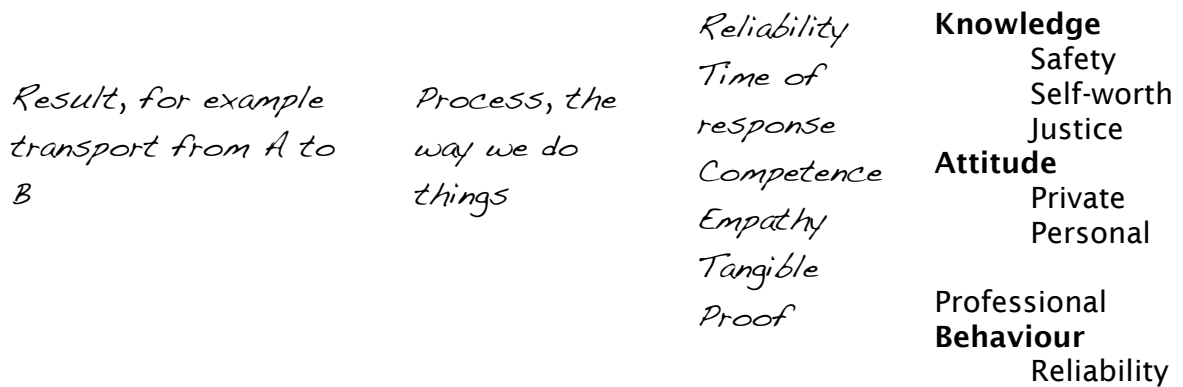 Result, for example
transport from A to
B
Process, the
way we do
things
Reliability
Time of
response
Competence
Empathy
Tangible
Proof
Knowledge
Safety
Self-worth
Justice
Attitude
Private
Personal
Professional
Behaviour
Reliability